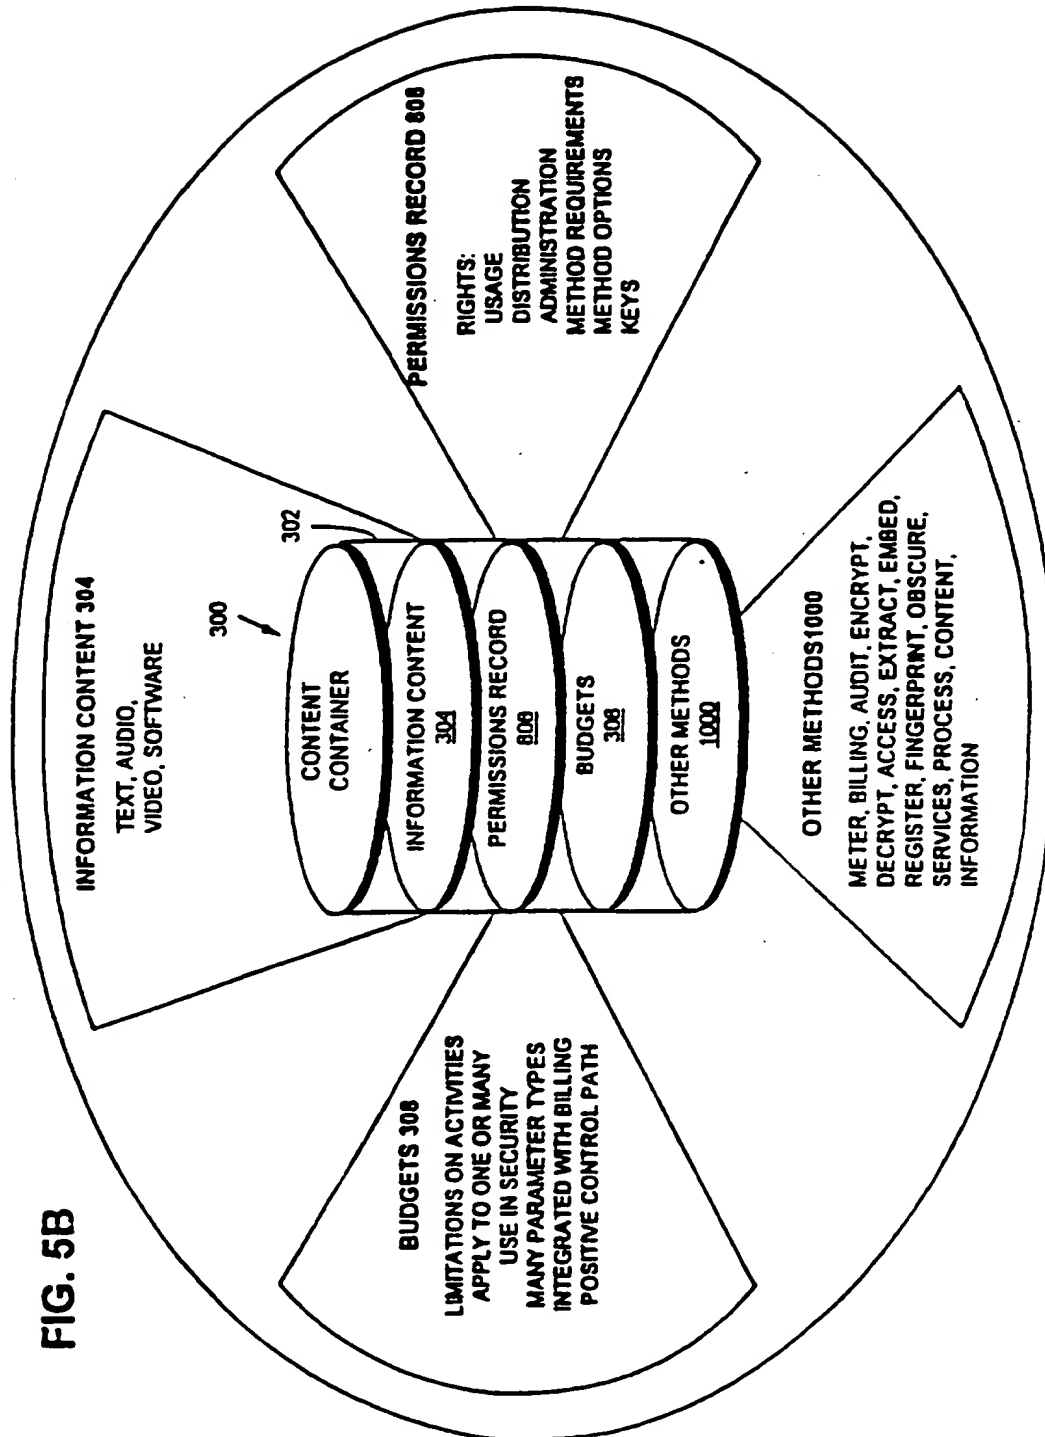 FIG. 5B
INFORMATION CONTENT 304
TEXT, AUDIO,
VIDEO, SOFTWARE
BUDGETS 308
LIMITATIONS ON ACTIVITIES
APPLY TO ONE OR MANY
USE IN SECURITY
MANY PARAMETER TYPES
INTEGRATED WITH BILLING
POSITIVE CONTROL PATH
300
302
CONTENT
CONTAINER
INFORMATION CONTENT
304
PERMISSIONS RECORD
808
BUDGETS
308
OTHER METHODS
1000
PERMISSIONS RECORD 808
RIGHTS:
USAGE
DISTRIBUTION
ADMINISTRATION
METHOD REQUIREMENTS
METHOD OPTIONS
KEYS
OTHER METHODS1000
METER, BILLING, AUDIT, ENCRYPT,
DECRYPT, ACCESS, EXTRACT, EMBED,
REGISTER, FINGERPRINT, OBSCURE,
SERVICES, PROCESS, CONTENT,
INFORMATION